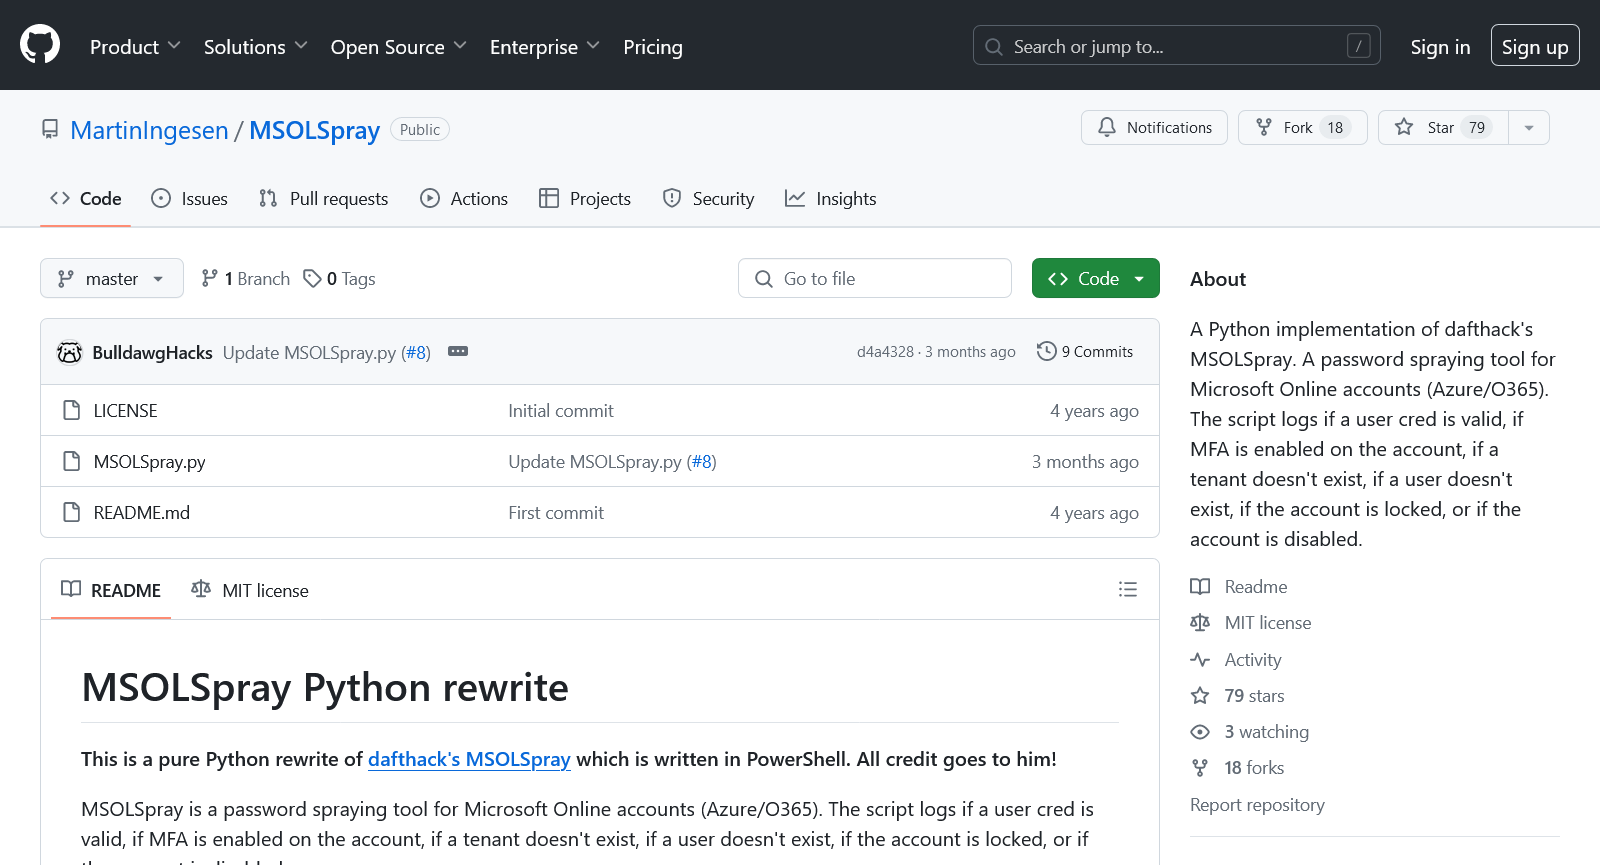 Product Solutions Open Source Enterprise Pricing Search or jump to... / Sign in Sign up
MartinIngesen / MSOLSpray Public Notifications Fork 18 Star 79
Code Issues Pull requests Actions Projects Security Insights
master 1 Branch 0 Tags Go to file Code
BulldawgHacks Update MSOLSpray.py (#8) d4a4328 · 3 months ago 9 Commits
LICENSE Initial commit 4 years ago
MSOLSpray.py Update MSOLSpray.py (#8) 3 months ago
README.md First commit 4 years ago
README MIT license
MSOLSpray Python rewrite
This is a pure Python rewrite of dafthack's MSOLSpray which is written in PowerShell. All credit goes to him!
MSOLSpray is a password spraying tool for Microsoft Online accounts (Azure/O365). The script logs if a user cred is
valid, if MFA is enabled on the account, if a tenant doesn't exist, if a user doesn't exist, if the account is locked, or if
About
A Python implementation of dafthack's
MSOLSpray. A password spraying tool for
Microsoft Online accounts (Azure/O365).
The script logs if a user cred is valid, if
MFA is enabled on the account, if a
tenant doesn't exist, if a user doesn't
exist, if the account is locked, or if the
account is disabled.
Readme
MIT license
Activity
79 stars
3 watching
18 forks
Report repository